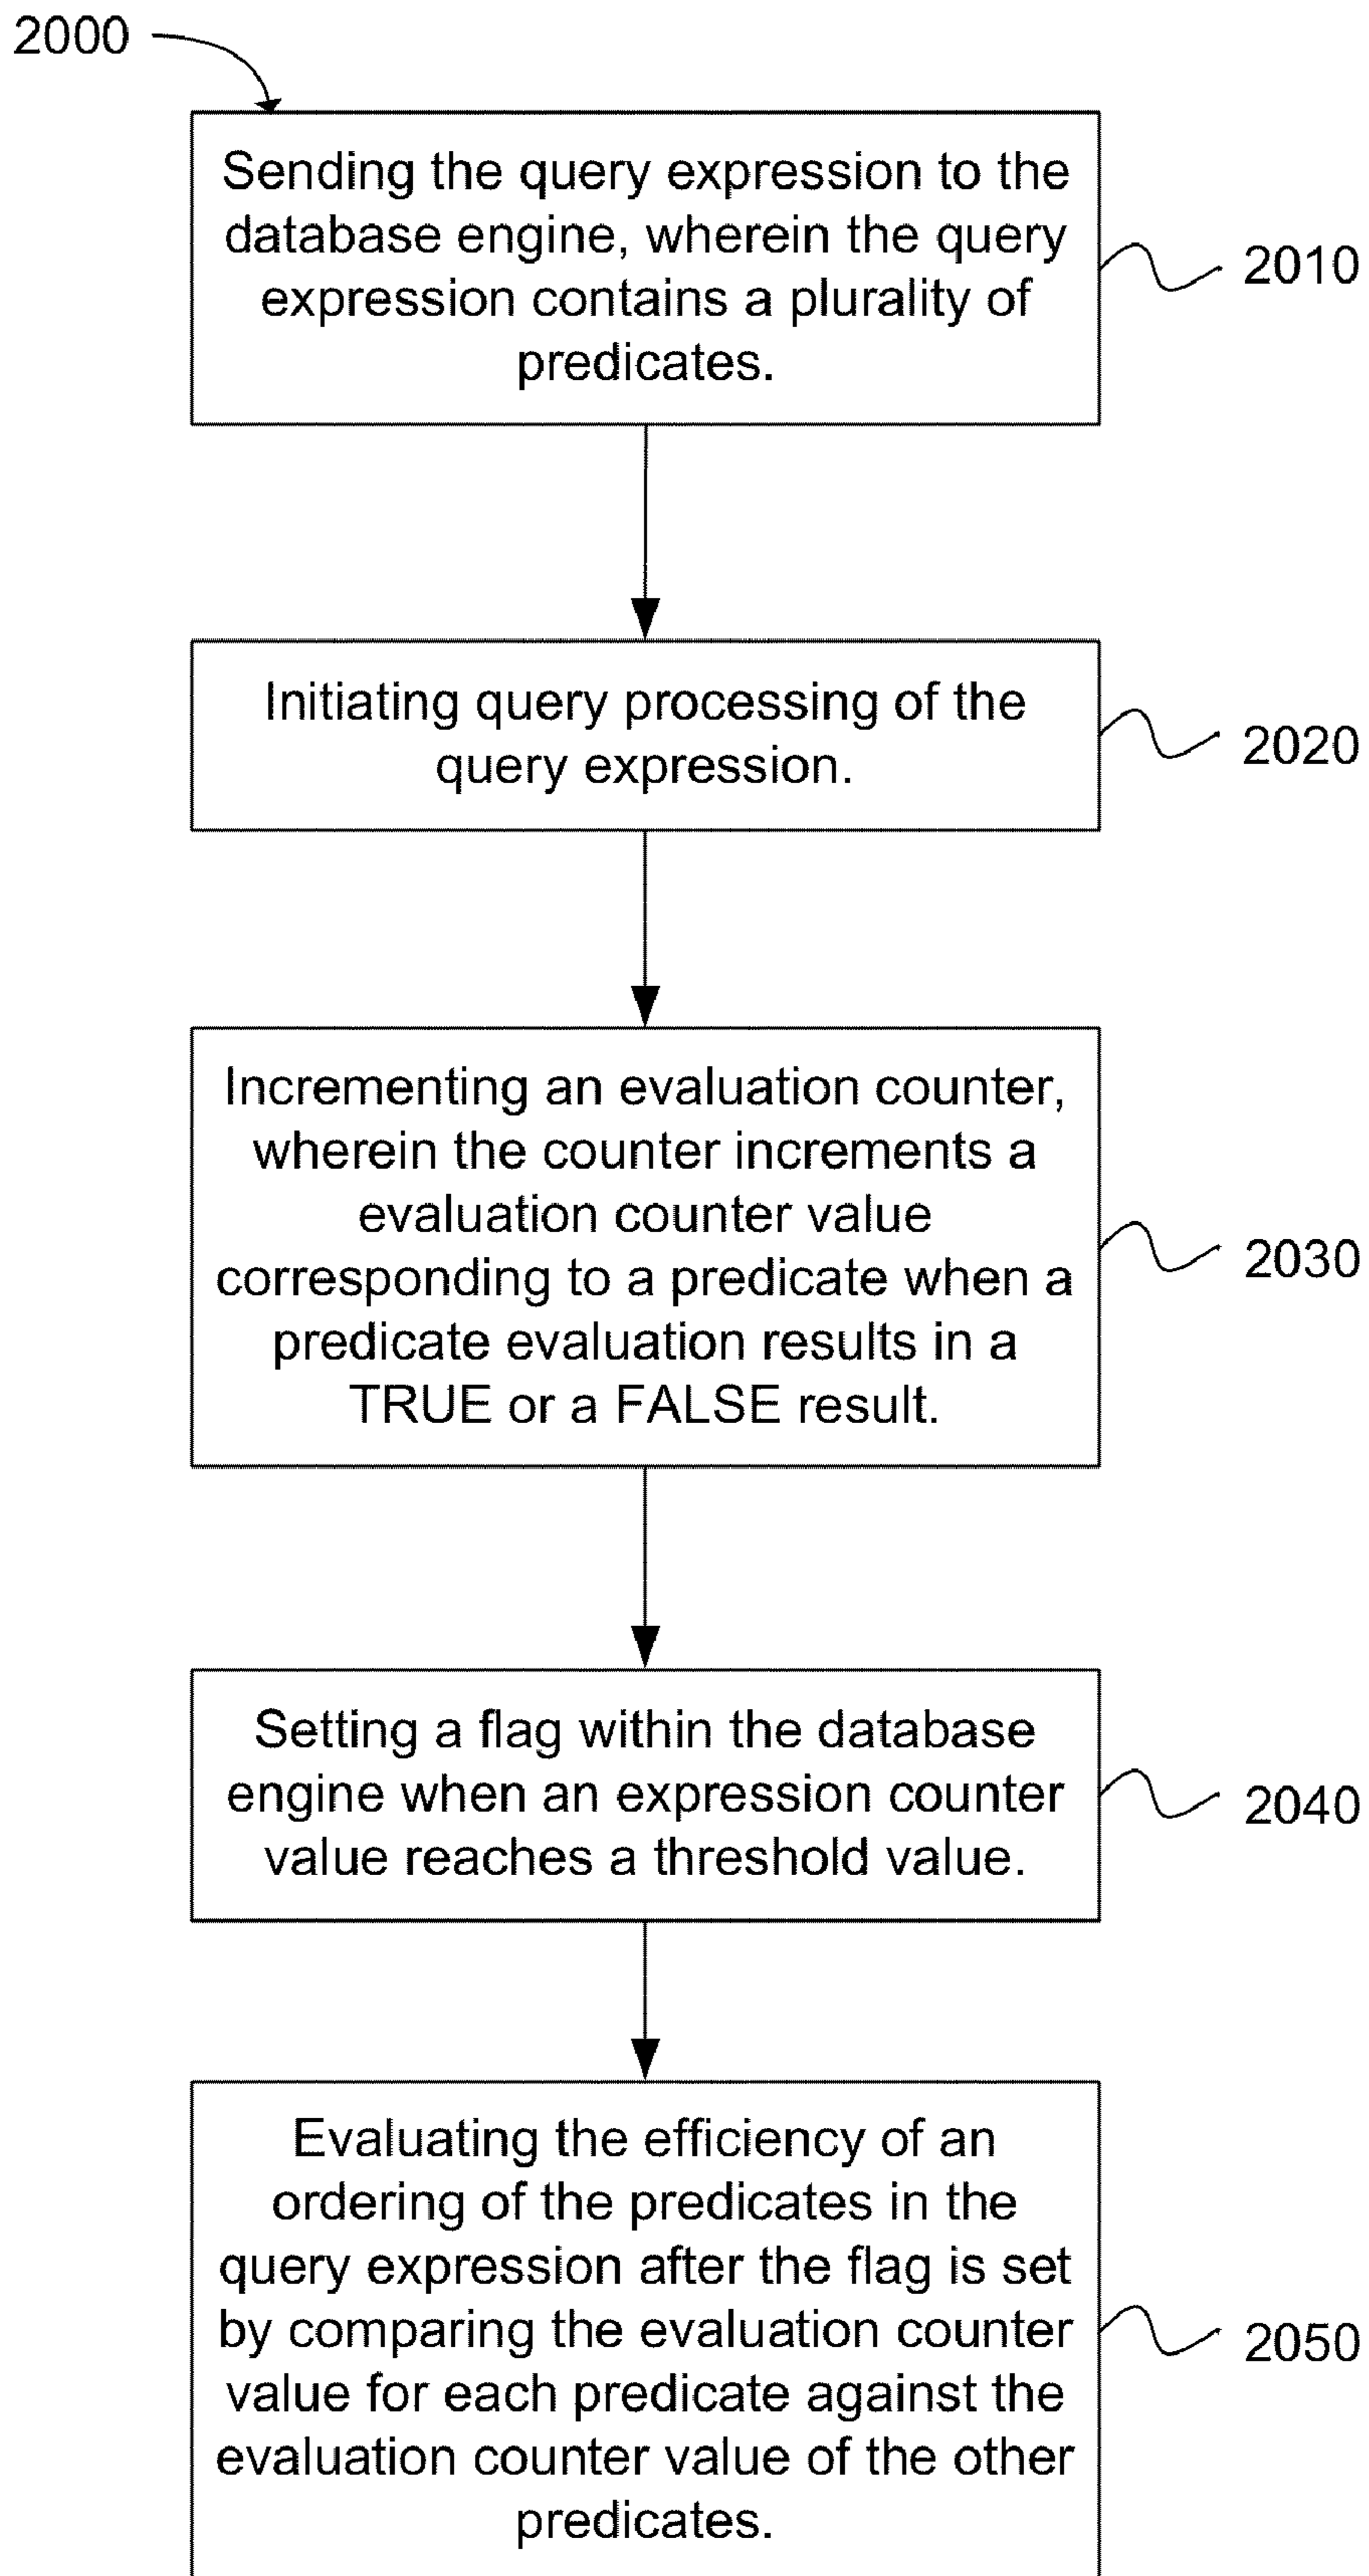 2000
Sending the query expression to the
database engine, wherein the query
expression contains a plurality of
predicates.
2010
Initiating query processing of the
query expression.
2020
Incrementing an evaluation counter,
wherein the counter increments a
evaluation counter value
corresponding to a predicate when a
predicate evaluation results in a
TRUE or a FALSE result.
2030
Setting a flag within the database
engine when an expression counter
value reaches a threshold value.
2040
Evaluating the efficiency of an
ordering of the predicates in the
query expression after the flag is set
by comparing the evaluation counter
value for each predicate against the
evaluation counter value of the other
predicates.
2050